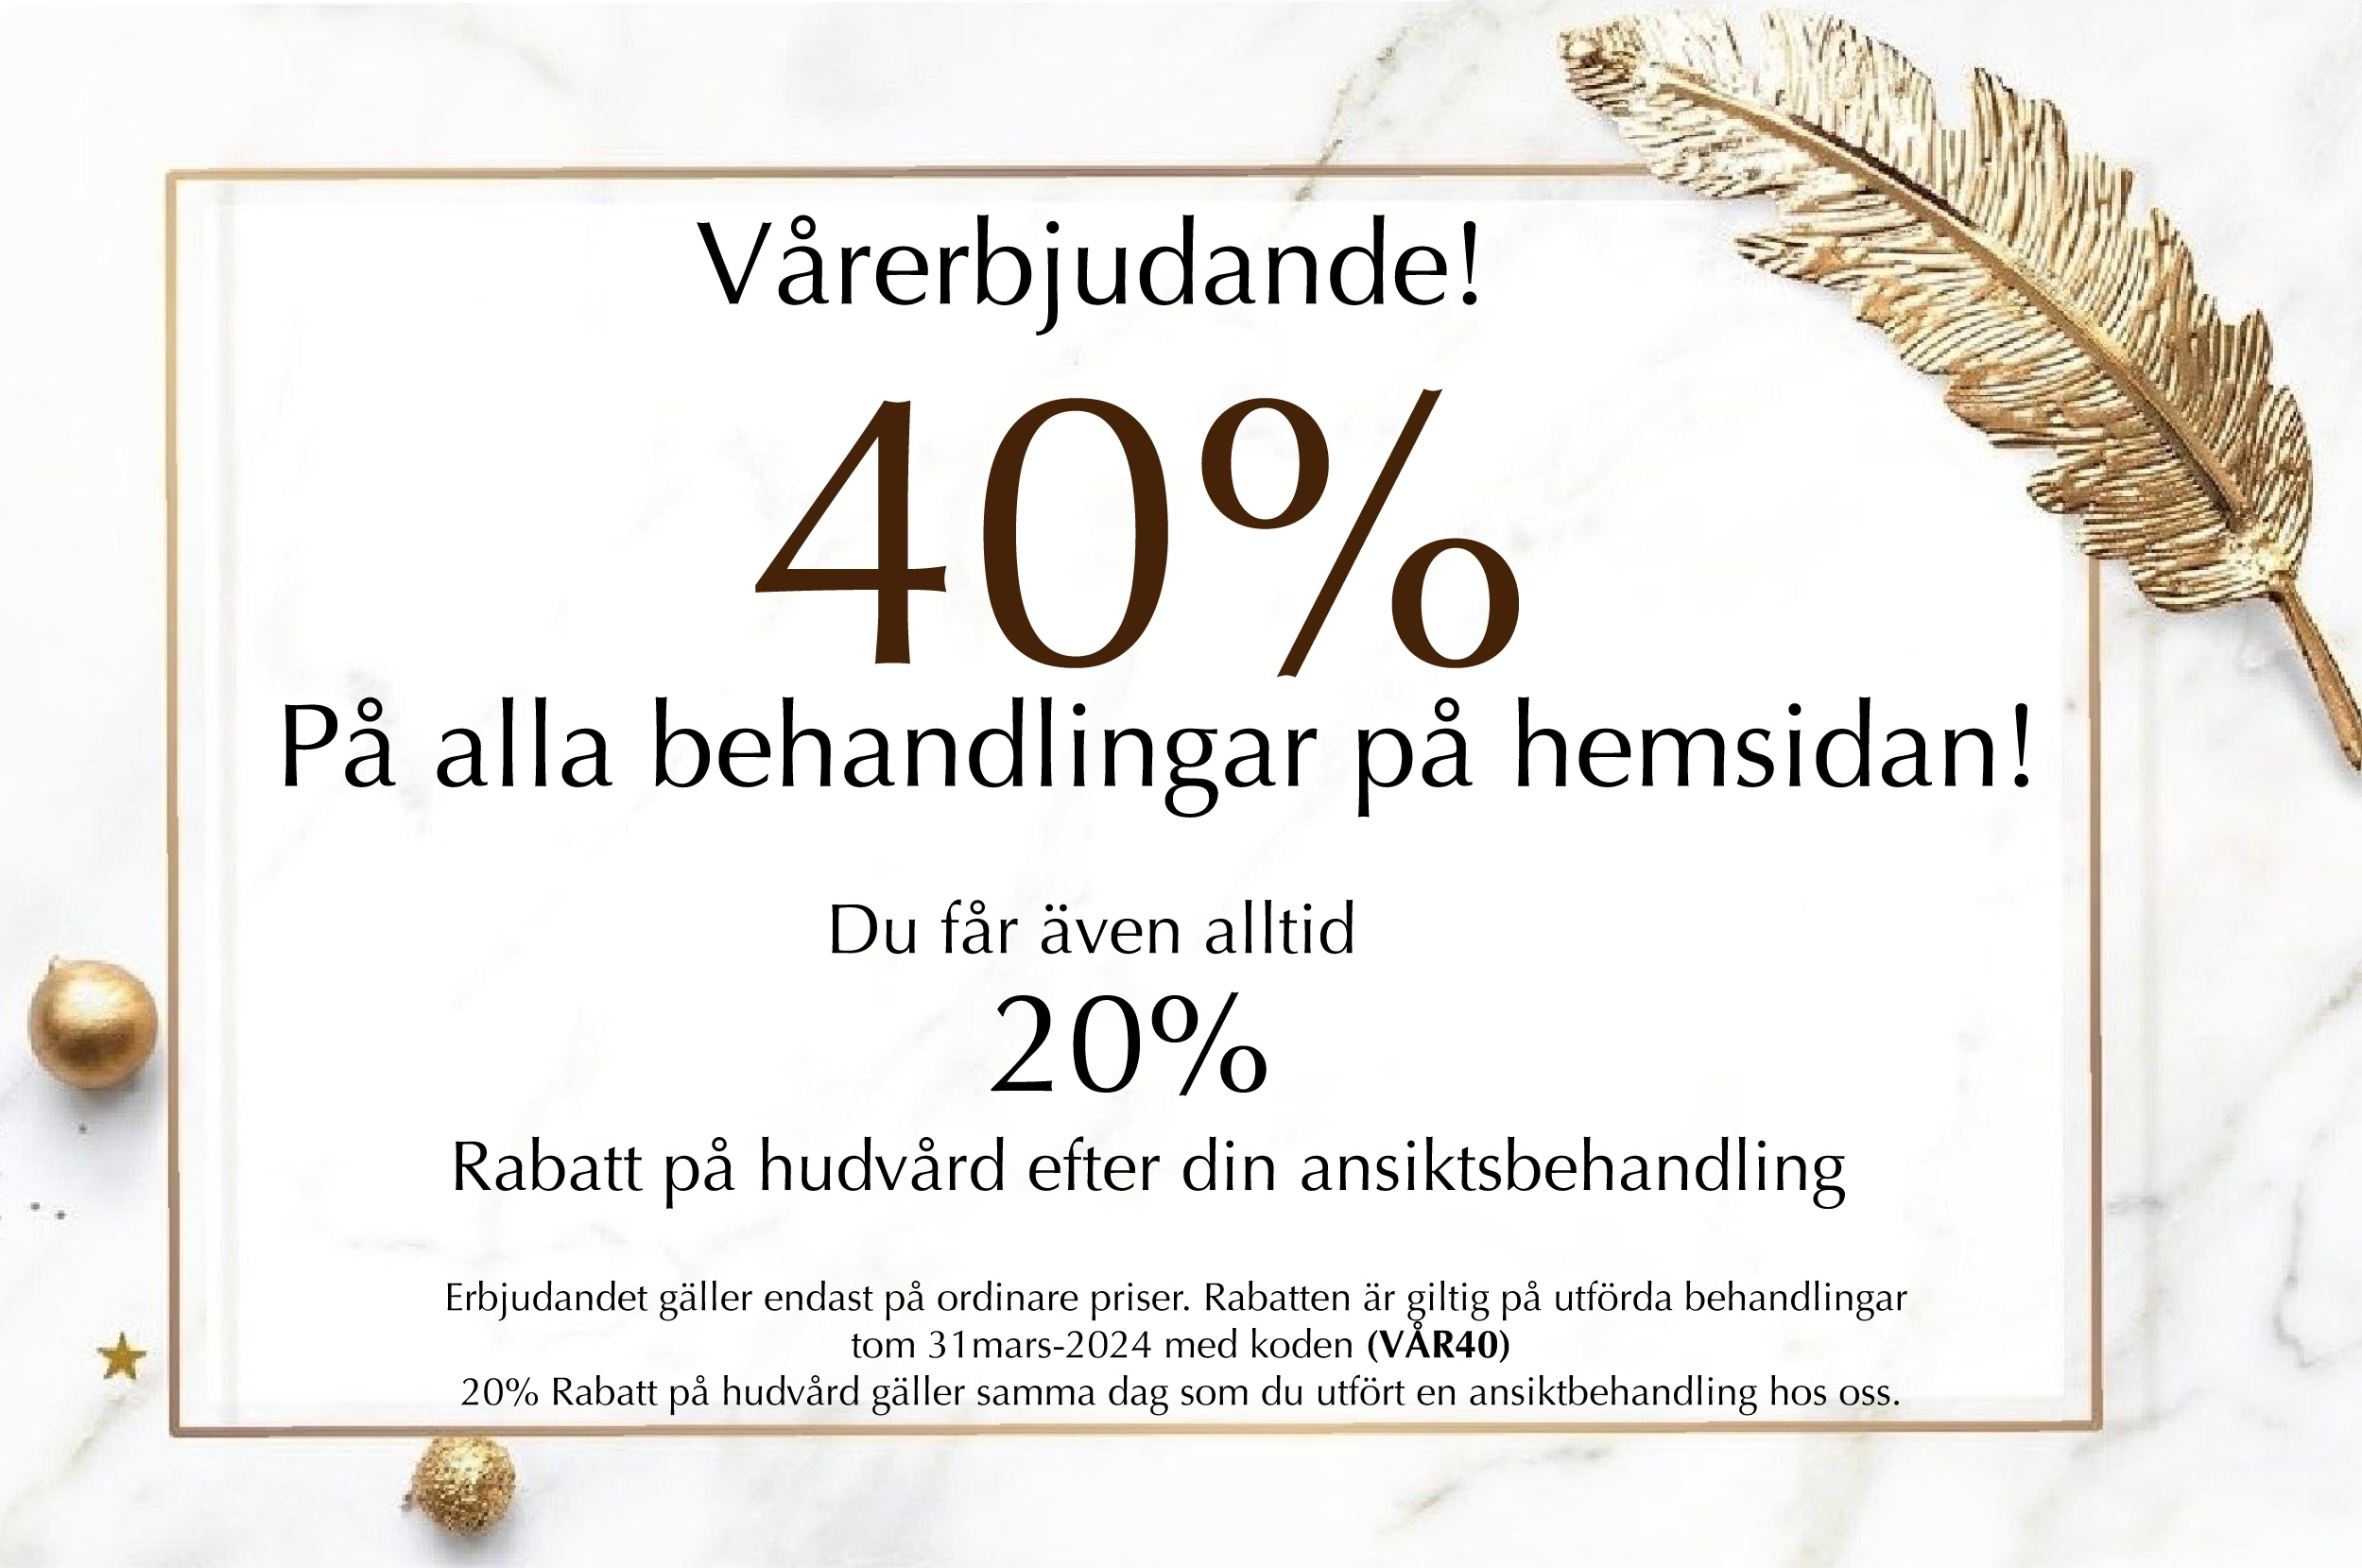 Vårerbjudande!
40%
På alla behandlingar på hemsidan!
Du får även alltid
20%
Rabatt på hudvård efter din ansiktsbehandling
Erbjudandet gäller endast på ordinare priser. Rabatten är giltig på utförda behandlingar
tom 31mars-2024 med koden (VÅR40)
20% Rabatt på hudvård gäller samma dag som du utfört en ansiktbehandling hos oss.